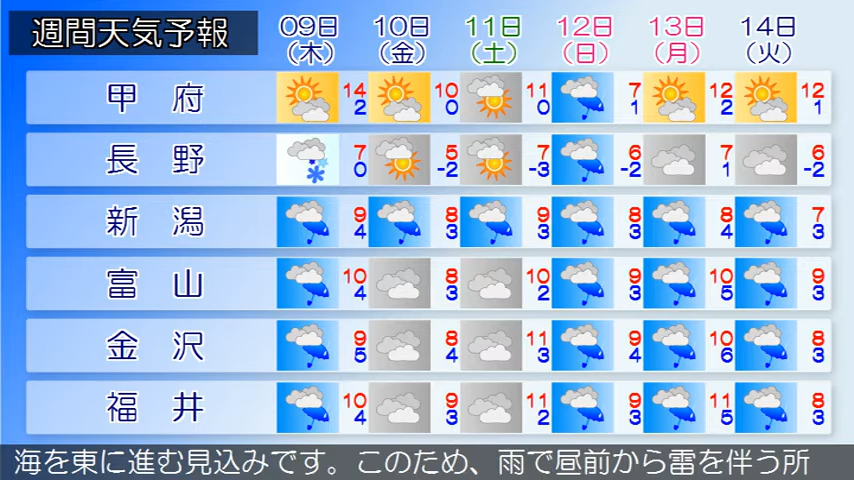 週間天気予報
09日 10日 11日 12日 13日 14日
(木) (金) (土) (日) (月) (火)
甲府 14 2 10 0 11 0 7 1 12 2 12 1
長野 7 0 5 -2 7 -3 6 -2 7 1 6 -2
新潟 9 4 8 3 9 3 8 3 8 4 7 3
富山 10 4 8 3 10 2 9 3 10 5 9 3
金沢 9 5 8 4 11 3 9 4 10 6 8 3
福井 10 4 9 3 11 2 9 3 11 5 8 3
海を東に進む見込みです。このため、雨で昼前から雷を伴う所